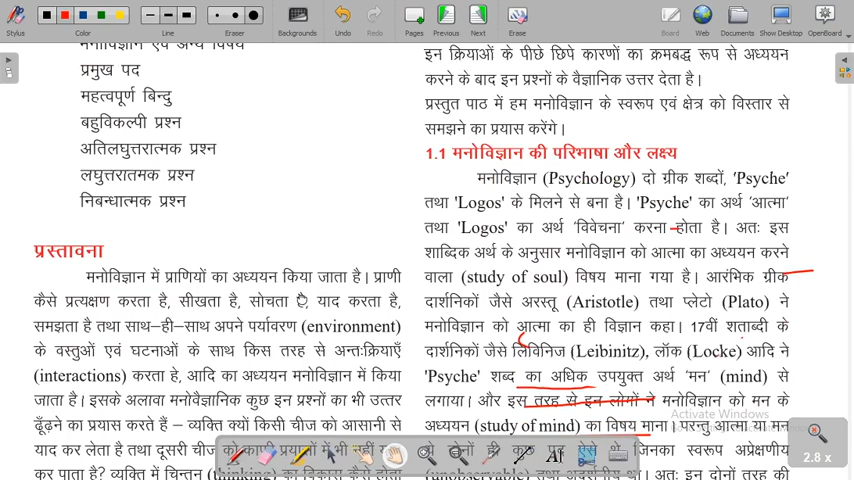 Stylus
Color
Line
Eraser
Backgrounds
Undo
Redo
Pages
Previous
Next
Erase
Board
Web
Documents
Show Desktop
OpenBoard
मनोविज्ञान एवं अन्य विषय
प्रमुख पद
महत्वपूर्ण बिन्दु
बहुविकल्पी प्रश्न
अतिलघुत्तरात्मक प्रश्न
लघुत्तरातमक प्रश्न
निबन्धात्मक प्रश्न
प्रस्तावना
मनोविज्ञान में प्राणियों का अध्ययन किया जाता है। प्राणी
कैसे प्रत्यक्षण करता है, सीखता है, सोचता है, याद करता है,
समझता है तथा साथ–ही–साथ अपने पर्यावरण (environment)
के वस्तुओं एवं घटनाओं के साथ किस तरह से अन्तःक्रियाएँ
(interactions) करता हे, आदि का अध्ययन मनोविज्ञान में किया
जाता है। इसके अलावा मनोवैज्ञानिक कुछ इन प्रश्नों का भी उत्तर
ढूँढ़ने का प्रयास करते हैं – व्यक्ति क्यों किसी चीज को आसानी से
याद कर लेता है तथा दूसरी चीज को काफी प्रयासों में भी नहीं याद
कर पाता है? व्यक्ति में चिन्तन (thinking) का विकास कैसे होता
इन क्रियाओं के पीछे छिपे कारणों का क्रमबद्ध रूप से अध्ययन
करने के बाद इन प्रश्नों के वैज्ञानिक उत्तर देता है।
प्रस्तुत पाठ में हम मनोविज्ञान के स्वरूप एवं क्षेत्र को विस्तार से
समझने का प्रयास करेंगे।
1.1 मनोविज्ञान की परिभाषा और लक्ष्य
मनोविज्ञान (Psychology) दो ग्रीक शब्दों, 'Psyche'
तथा 'Logos' के मिलने से बना है। 'Psyche' का अर्थ 'आत्मा'
तथा 'Logos' का अर्थ 'विवेचना' करना होता है। अतः इस
शाब्दिक अर्थ के अनुसार मनोविज्ञान को आत्मा का अध्ययन करने
वाला (study of soul) विषय माना गया है। आरंभिक ग्रीक
दार्शनिकों जैसे अरस्तू (Aristotle) तथा प्लेटो (Plato) ने
मनोविज्ञान को आत्मा का ही विज्ञान कहा। 17वीं शताब्दी के
दार्शनिकों जैसे लिविनिज (Leibinitz), लॉक (Locke) आदि ने
'Psyche' शब्द का अधिक उपयुक्त अर्थ 'मन' (mind) से
लगाया। और इस तरह से इन लोगों ने मनोविज्ञान को मन के
अध्ययन (study of mind) का विषय माना। परन्तु आत्मा या मन
ये दोनों ही कुछ पद ऐसे थे जिनका स्वरूप अप्रेक्षणीय
(unobservable) तथा अदर्शनीय था। अतः इन दोनों तरह की
Activate Windows
2.8 x